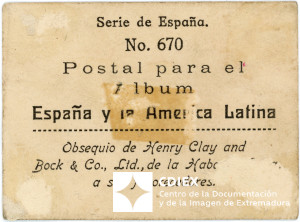 Serie de España.
No. 670
Postal para el
Album
España y la America Latina
Obsequio de Henry Clay and
Bock & Co., Ltd., de la Habana
a sus
CDIEX
Centro de la Documentación
y de la Imagen de Extremadura